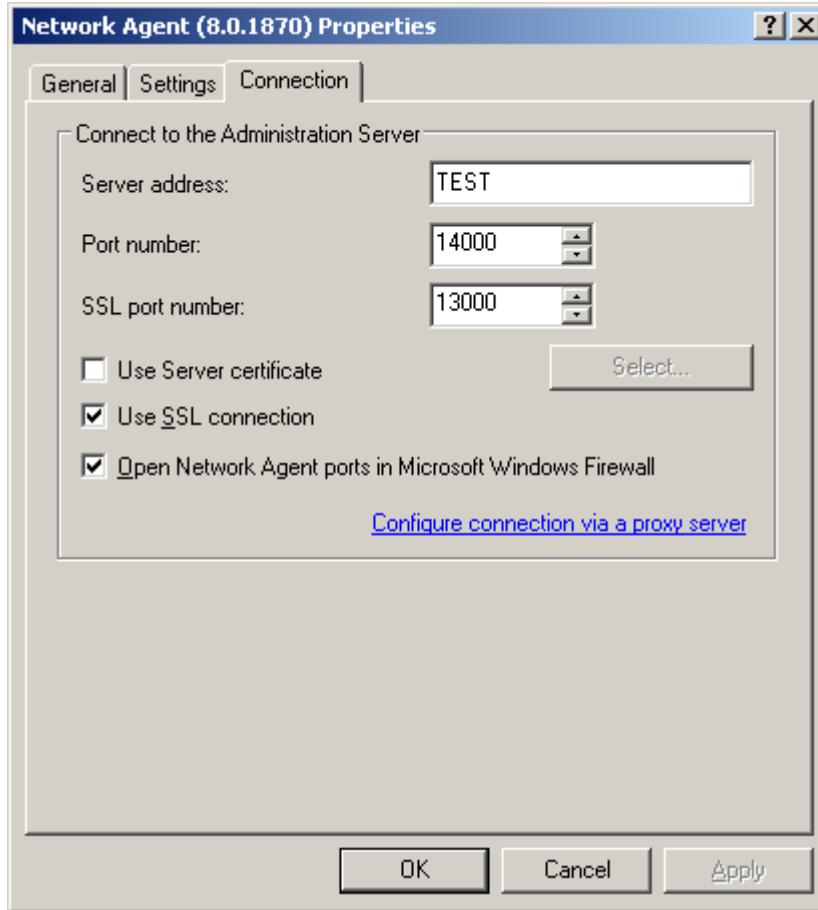 Network Agent (8.0.1870) Properties
General Settings Connection
Connect to the Administration Server
Server address: TEST
Port number: 14000
SSL port number: 13000
Use Server certificate Select...
Use SSL connection
Open Network Agent ports in Microsoft Windows Firewall
Configure connection via a proxy server
OK Cancel Apply